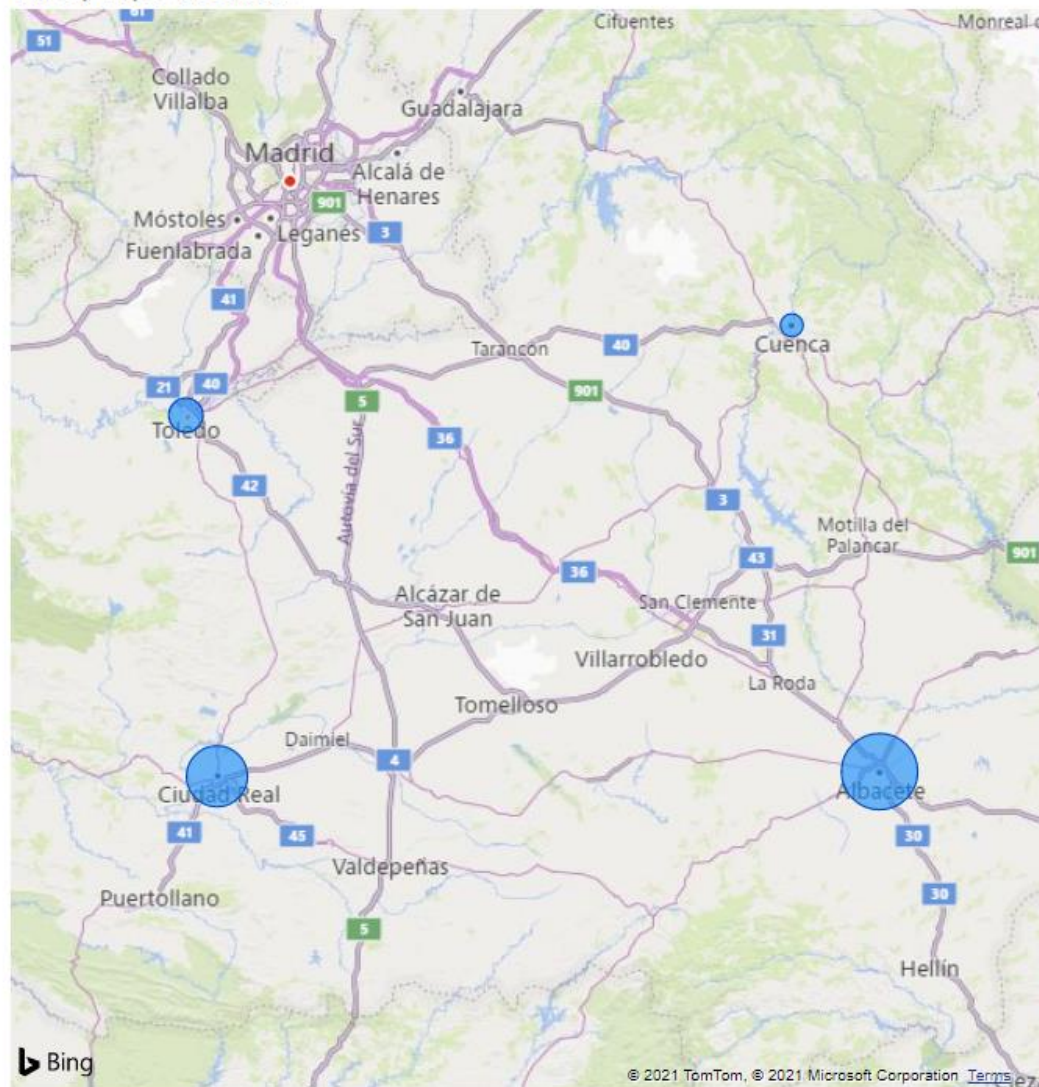 61
51
Cifuentes
Collado
Villalba
Guadalajara
Madrid
Alcalá de
Henares
901
Móstoles
Leganés
3
Fuenlabrada
41
Cuenca
Tarancón
40
21
40
901
5
Toledo
36
Autovía del Sur
42
3
Motilla del
Palancar
901
43
36
Alcázar de
San Juan
San Clemente
31
Villarrobledo
La Roda
Tomelloso
Daimiel
4
Ciudad Real
Albacete
41
45
30
Valdepeñas
Puertollano
30
5
Hellín
Bing
© 2021 TomTom, © 2021 Microsoft Corporation Terms